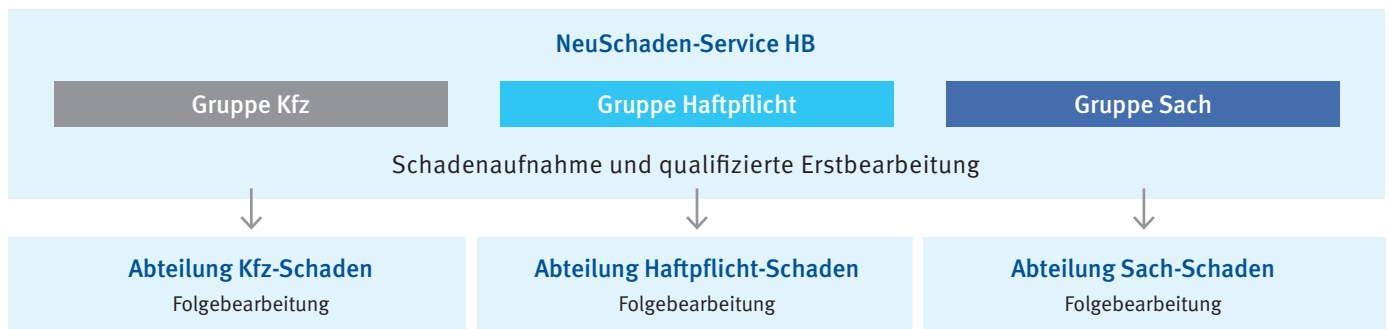 NeuSchaden-Service HB
Gruppe Kfz
Gruppe Haftpflicht
Gruppe Sach
Schadenaufnahme und qualifizierte Erstbearbeitung
Abteilung Kfz-Schaden
Folgebearbeitung
Abteilung Haftpflicht-Schaden
Folgebearbeitung
Abteilung Sach-Schaden
Folgebearbeitung